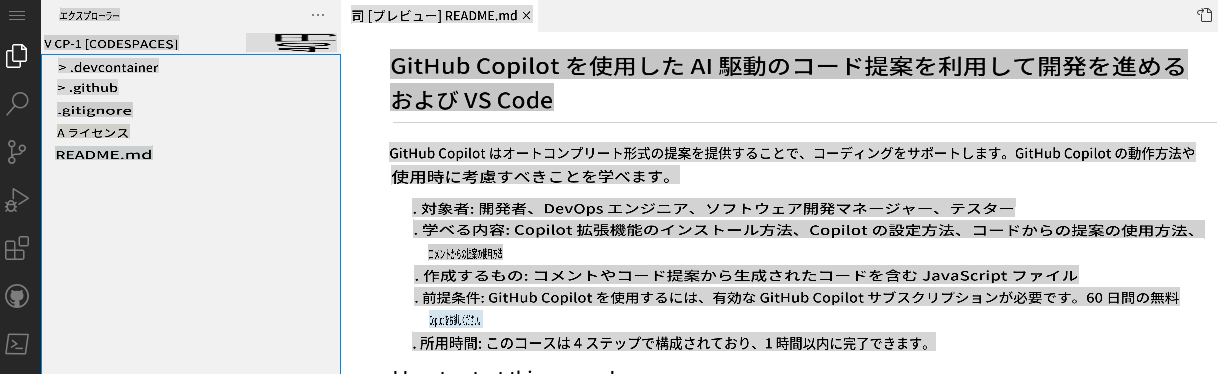 エクスプローラー
司 [プレビュー] README.md ×
V CP-1 [CODESPACES]
> .devcontainer
> .github
.gitignore
A ライセンス
README.md
GitHub Copilot を使用した AI 駆動のコード提案を利用して開発を進める
および VS Code
GitHub Copilot はオートコンプリート形式の提案を提供することで、コーディングをサポートします。GitHub Copilot の動作方法や
使用時に考慮すべきことを学べます。
. 対象者: 開発者、DevOps エンジニア、ソフトウェア開発マネージャー、テスター
. 学べる内容: Copilot 拡張機能のインストール方法、Copilot の設定方法、コードからの提案の使用方法、
コメントからの提案の使用方法
. 作成するもの: コメントやコード提案から生成されたコードを含む JavaScript ファイル
. 前提条件: GitHub Copilot を使用するには、有効な GitHub Copilot サブスクリプションが必要です。60 日間の無料
. 所用時間: このコースは 4 ステップで構成されており、1 時間以内に完了できます。